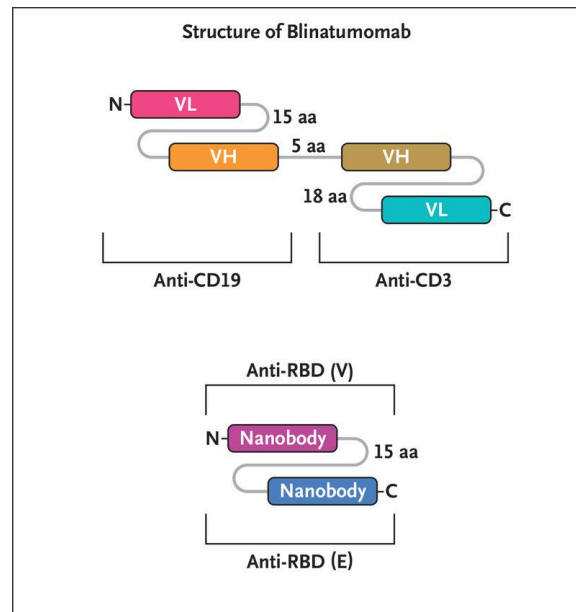 Structure of Blinatumomab
N
VL
15 aa
VH
5 aa
VH
18 aa
VL
C
Anti-CD19
Anti-CD3
Anti-RBD (V)
N
Nanobody
15 aa
Nanobody
C
Anti-RBD (E)